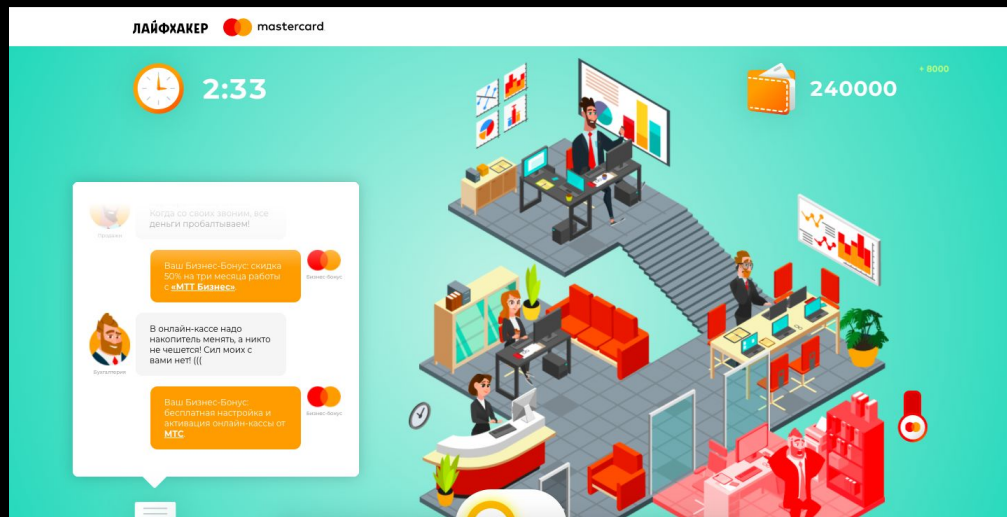 ЛАЙФХАКЕР
mastercard
2:33
240000
+ 8000
Когда со своих звоним, все
деньги пробалтываем!
Продажи
Ваш Бизнес-Бонус: скидка
50% на три месяца работы
с «МТТ Бизнес».
Бизнес-бонус
В онлайн-кассе надо
накопитель менять, а никто
не чешется! Сил моих с
вами нет! (((
Бухгалтерия
Ваш Бизнес-Бонус:
бесплатная настройка и
активация онлайн-кассы от
МТС.
Бизнес-бонус